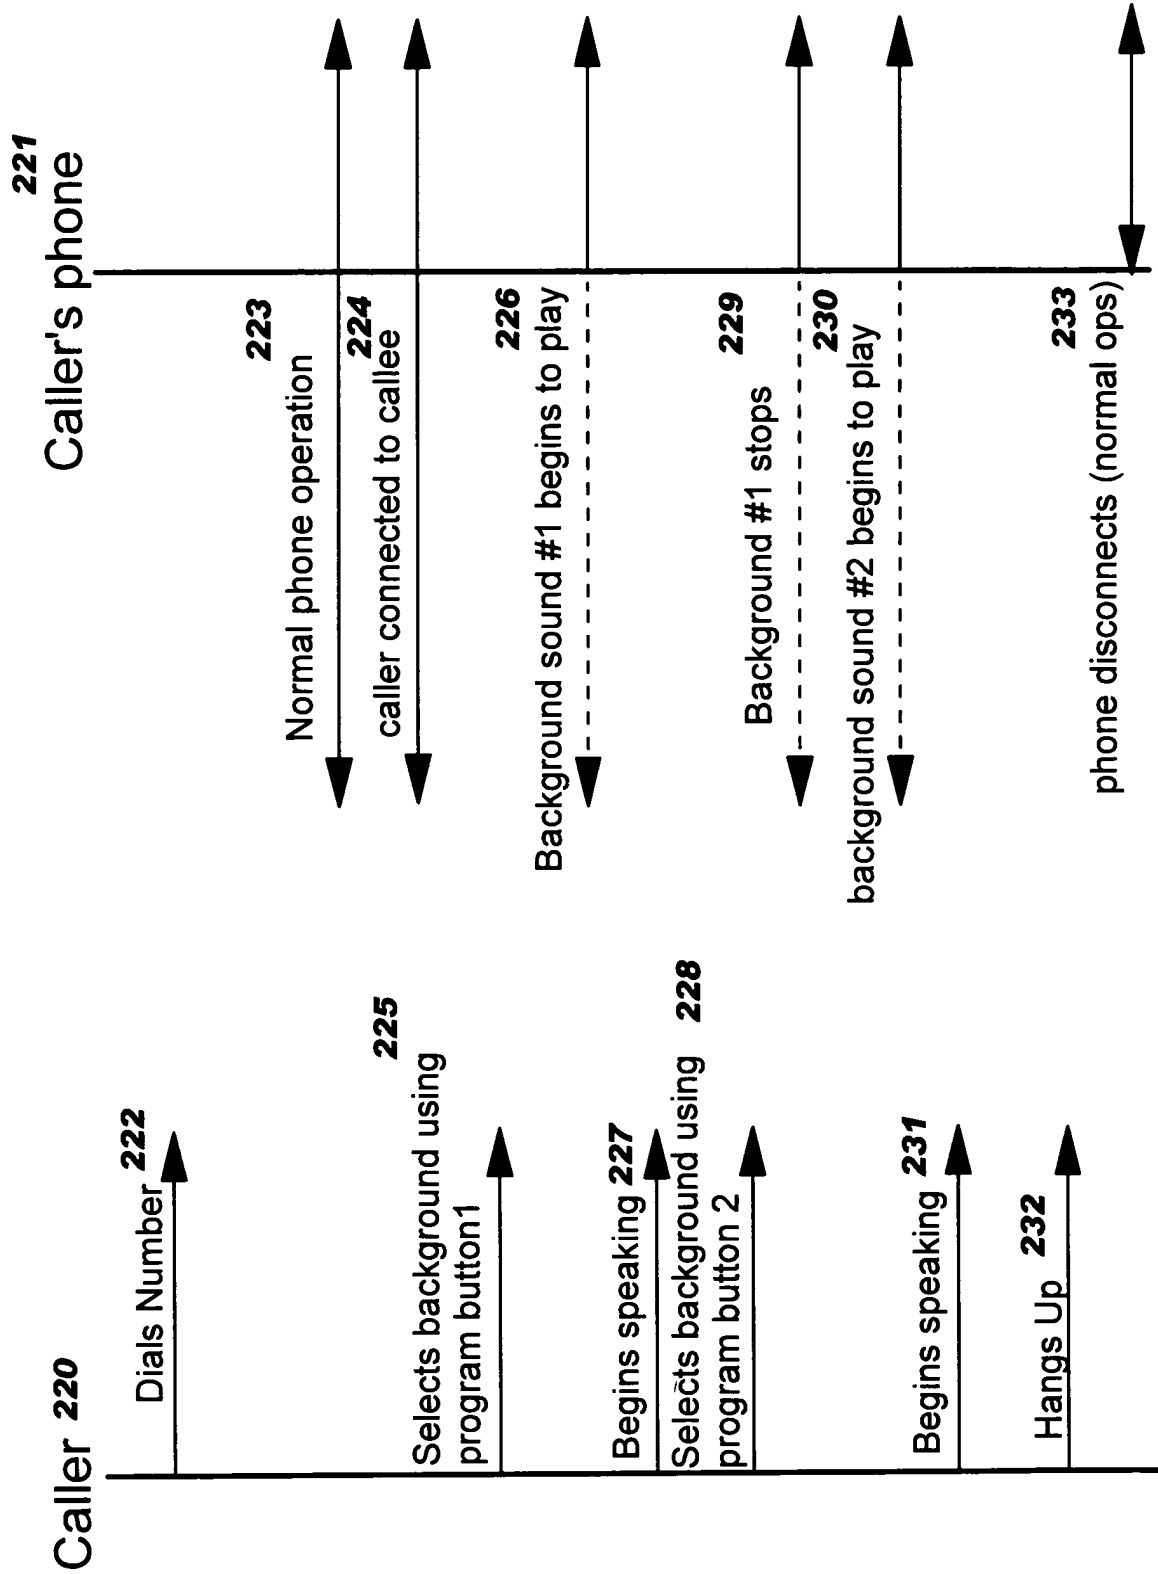 Caller 220
Caller's phone
221
Dials Number
222
Normal phone operation
223
caller connected to callee
224
Selects background using
program button1
225
Background sound #1 begins to play
226
Begins speaking
227
Selects background using
program button 2
228
Background #1 stops
229
background sound #2 begins to play
230
Begins speaking
231
Hangs Up
232
phone disconnects (normal ops)
233